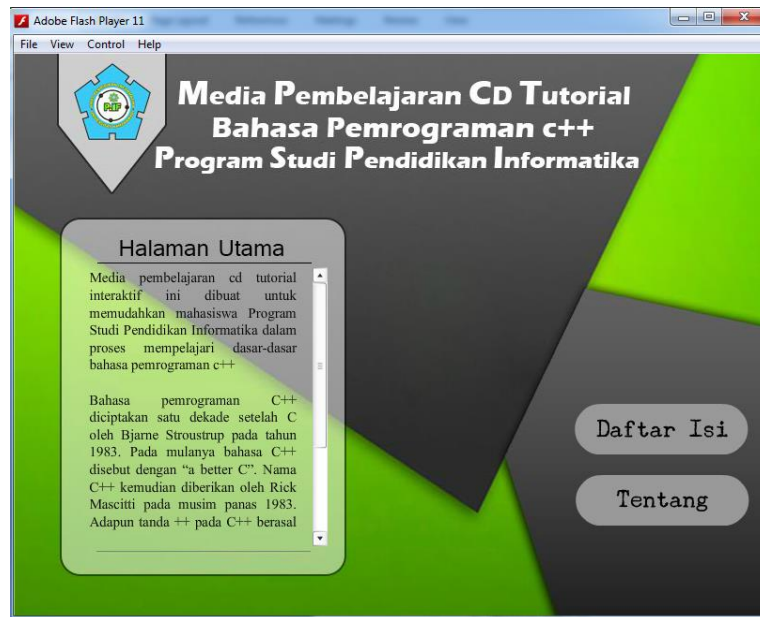 Adobe Flash Player 11
File View Control Help
PIF
Media Pembelajaran CD Tutorial
Bahasa Pemrograman c++
Program Studi Pendidikan Informatika
Halaman Utama
Media pembelajaran cd tutorial
interaktif ini dibuat untuk
memudahkan mahasiswa Program
Studi Pendidikan Informatika dalam
proses mempelajari dasar-dasar
bahasa pemrograman c++
Bahasa pemrograman C++
diciptakan satu dekade setelah C
oleh Bjarne Stroustrup pada tahun
1983. Pada mulanya bahasa C++
disebut dengan “a better C”. Nama
C++ kemudian diberikan oleh Rick
Mascitti pada musim panas 1983.
Adapun tanda ++ pada C++ berasal
Daftar Isi
Tentang